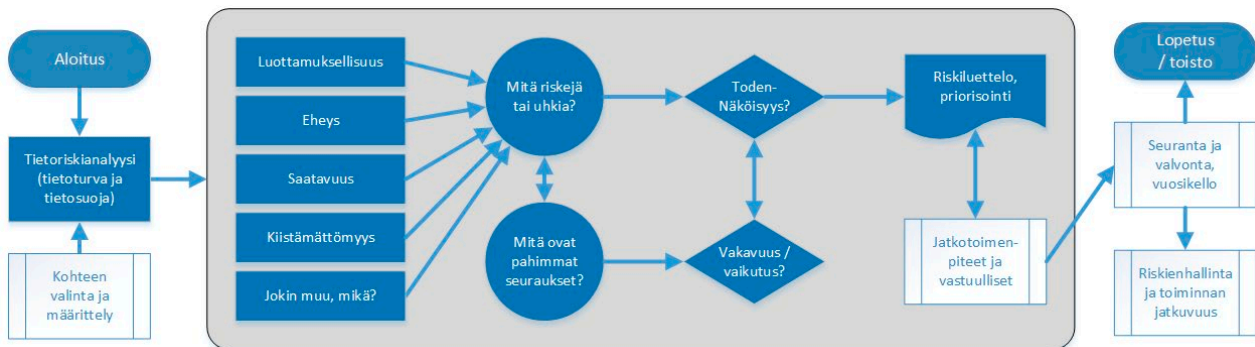 Aloitus
Tietoriskianalyysi
(tietoturva ja
tietosuoja)
Kohteen
valinta ja
määrittely
Luottamuksellisuus
Eheys
Saatavuus
Kiistämättömyys
Jokin muu, mikä?
Mitä riskejä
tai uhkia?
Mitä ovat
pahimmat
seuraukset?
Toden-
Näköisyys?
Vakavuus /
vaikutus?
Riskiluettelo,
priorisointi
Jatkotoimen-
piteet ja
vastuulliset
Lopetus
/ toisto
Seuranta ja
valvonta,
vuosikello
Riskienhallinta
ja toiminnan
jatkuvuus